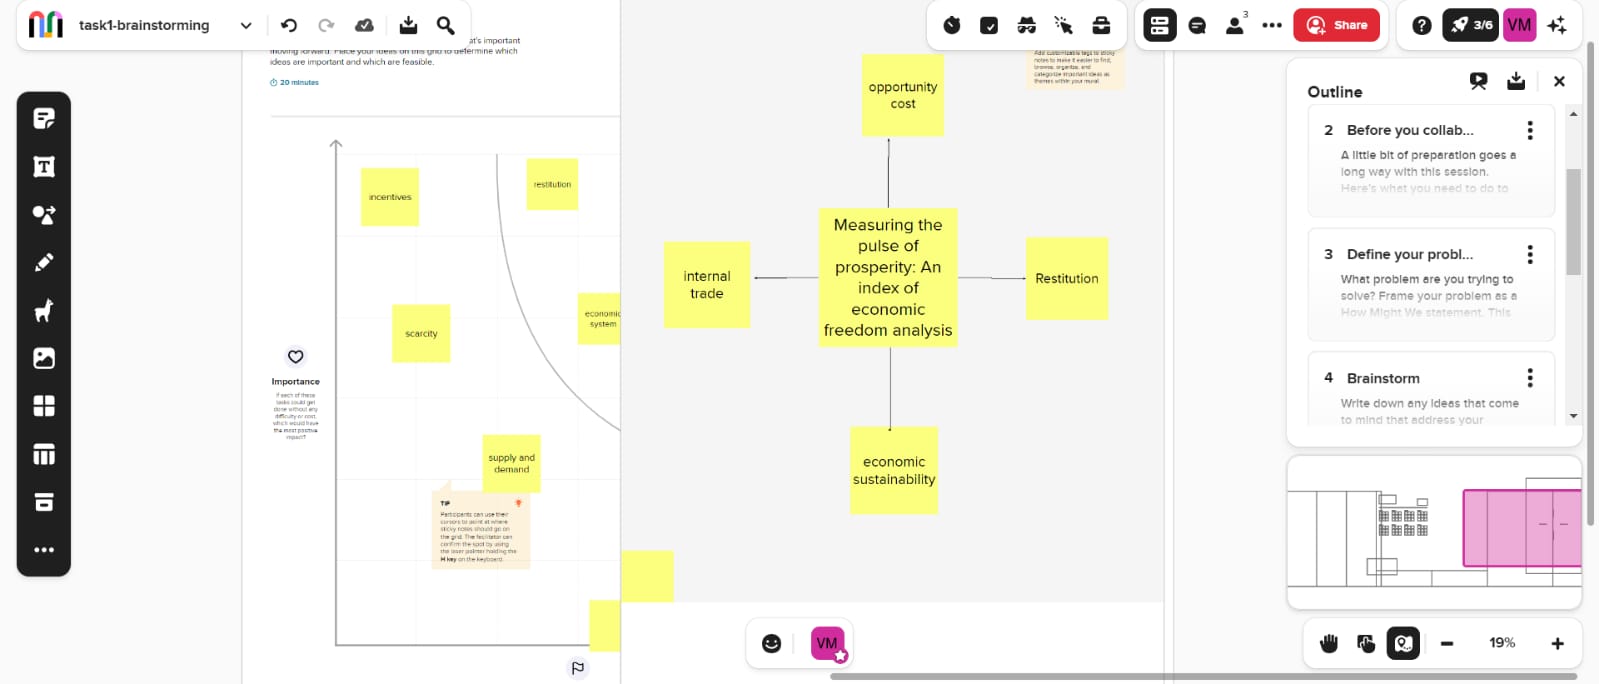 task1-brainstorming
3
Share
3/6
VM
at's important
moving forward. Place your ideas on this grid to determine which
ideas are important and which are feasible.
20 minutes
Add customizable tags to sticky
notes to make it easier to find,
browse, organize, and
categorize important ideas as
themes within your mural.
opportunity
cost
incentives
restitution
Measuring the
pulse of
prosperity: An
index of
economic
freedom analysis
internal
trade
Restitution
scarcity
economic
system
Importance
If each of these
tasks could get
done without any
difficulty or cost,
which would have
the most positive
impact?
supply and
demand
TIP
Participants can use their
cursors to point at where
sticky notes should go on
the grid. The facilitator can
confirm the spot by using
the laser pointer holding the
H key on the keyboard.
economic
sustainability
Outline
2 Before you collab...
A little bit of preparation goes a
long way with this session.
Here's what you need to do to
3 Define your probl...
What problem are you trying to
solve? Frame your problem as a
How Might We statement. This
4 Brainstorm
Write down any ideas that come
to mind that address your
VM
19%